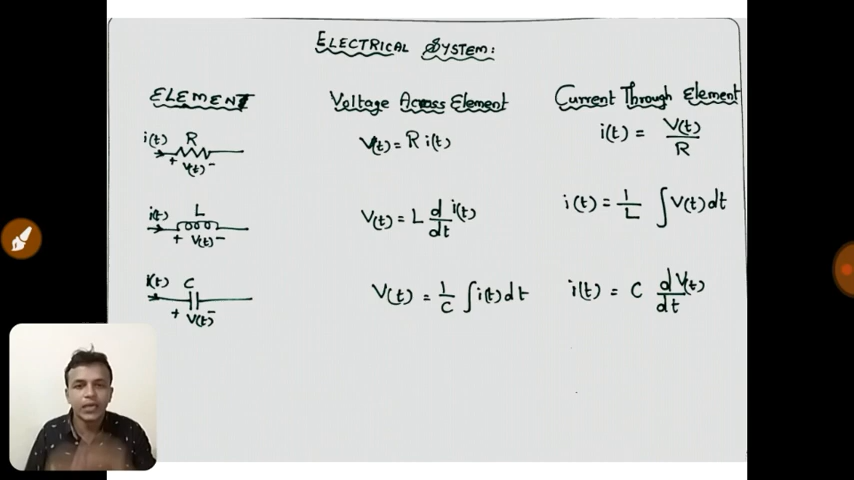 ELECTRICAL SYSTEM:
ELEMENT Voltage Across Element Current Through Element
i(t) R
+ V(t) -
V(t) = R i(t)
i(t) = V(t)/R
i(t) L
+ V(t) -
V(t) = L d/dt i(t)
i(t) = 1/L ∫ V(t) dt
i(t) C
+ V(t) -
V(t) = 1/C ∫ i(t) dt
i(t) = C dV(t)/dt